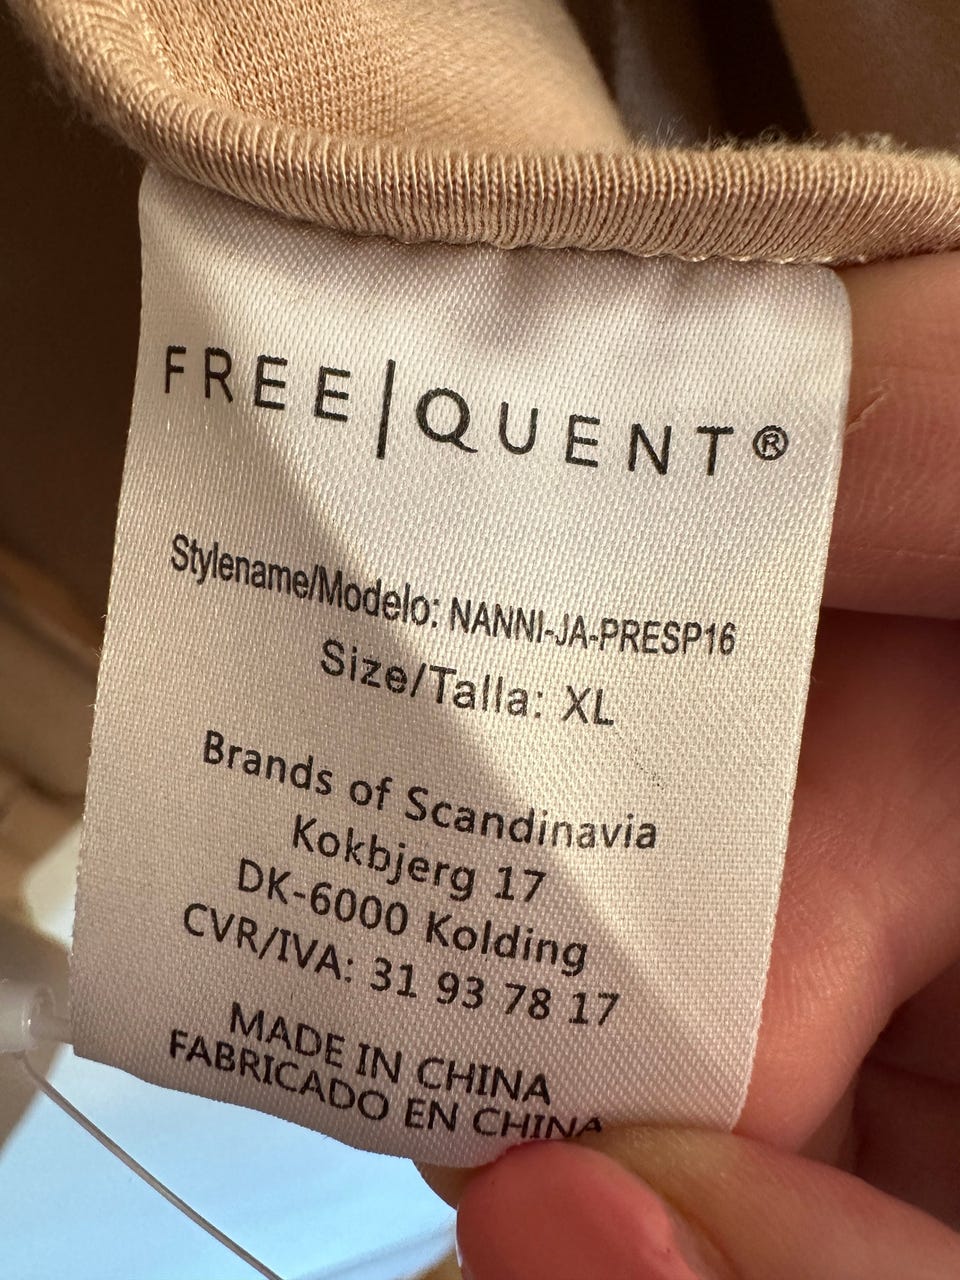 FREE|QUENT®
Stylename/Modelo: NANNI-JA-PRESP16
Size/Talla: XL
Brands of Scandinavia
Kokbjerg 17
DK-6000 Kolding
CVR/IVA: 31 93 78 17
MADE IN CHINA
FABRICADO EN CHINA